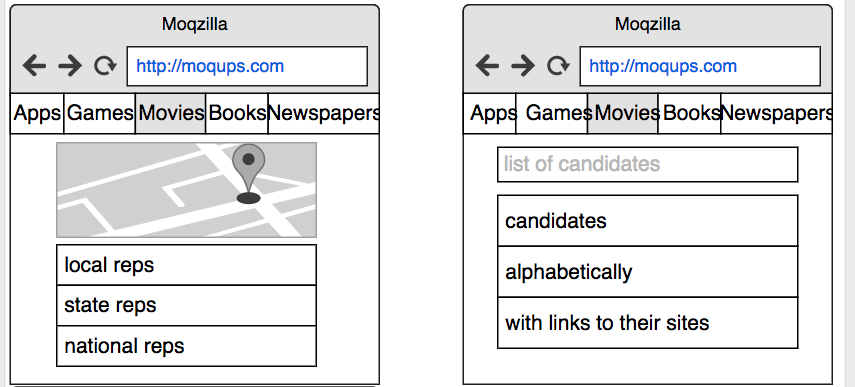 Moqzilla
http://moqups.com
Apps Games Movies Books Newspapers
local reps
state reps
national reps
Moqzilla
http://moqups.com
Apps Games Movies Books Newspapers
list of candidates
candidates
alphabetically
with links to their sites